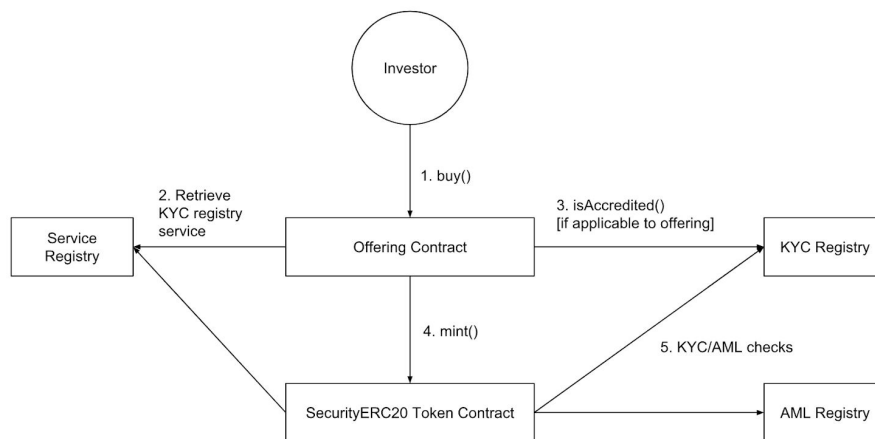 Investor
1. buy()
2. Retrieve
KYC registry
service
3. isAccredited()
[if applicable to offering]
Service
Registry
Offering Contract
KYC Registry
4. mint()
5. KYC/AML checks
SecurityERC20 Token Contract
AML Registry